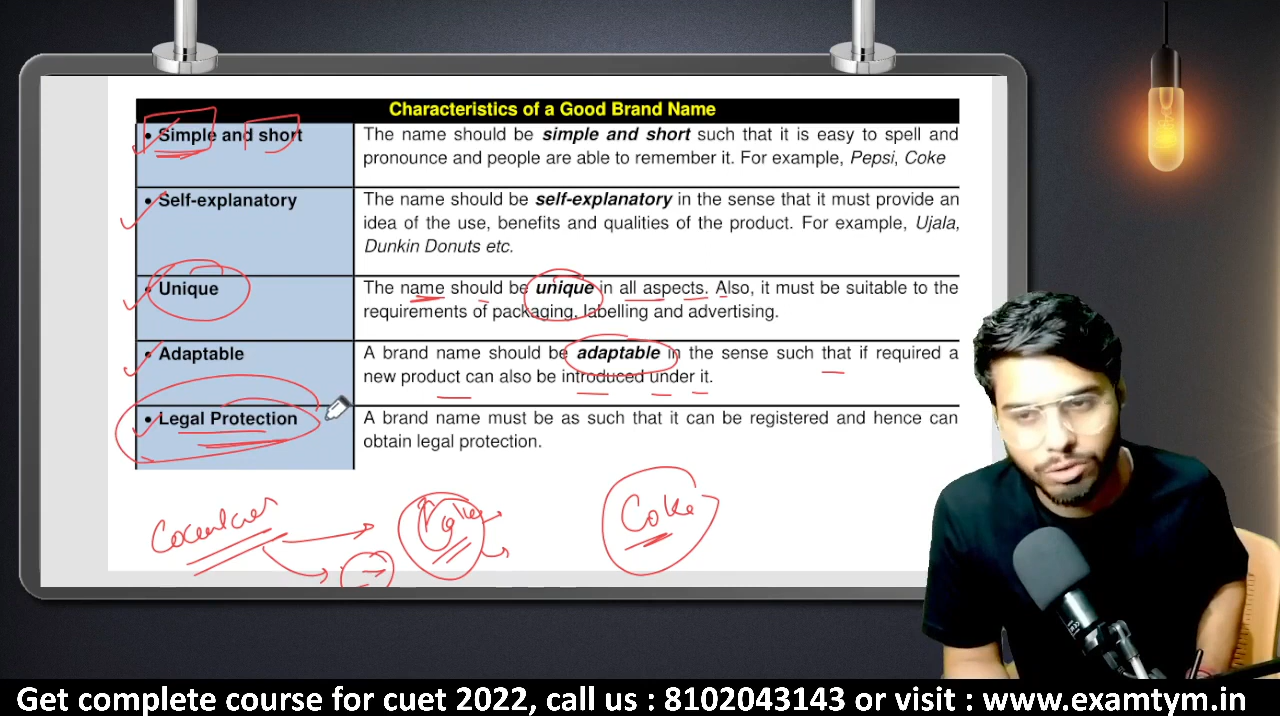 Characteristics of a Good Brand Name
• Simple and short
The name should be simple and short such that it is easy to spell and
pronounce and people are able to remember it. For example, Pepsi, Coke
• Self-explanatory
The name should be self-explanatory in the sense that it must provide an
idea of the use, benefits and qualities of the product. For example, Ujala,
Dunkin Donuts etc.
• Unique
The name should be unique in all aspects. Also, it must be suitable to the
requirements of packaging, labelling and advertising.
• Adaptable
A brand name should be adaptable in the sense such that if required a
new product can also be introduced under it.
• Legal Protection
A brand name must be as such that it can be registered and hence can
obtain legal protection.
Coke
Get complete course for cuet 2022, call us : 8102043143 or visit : www.examtym.in